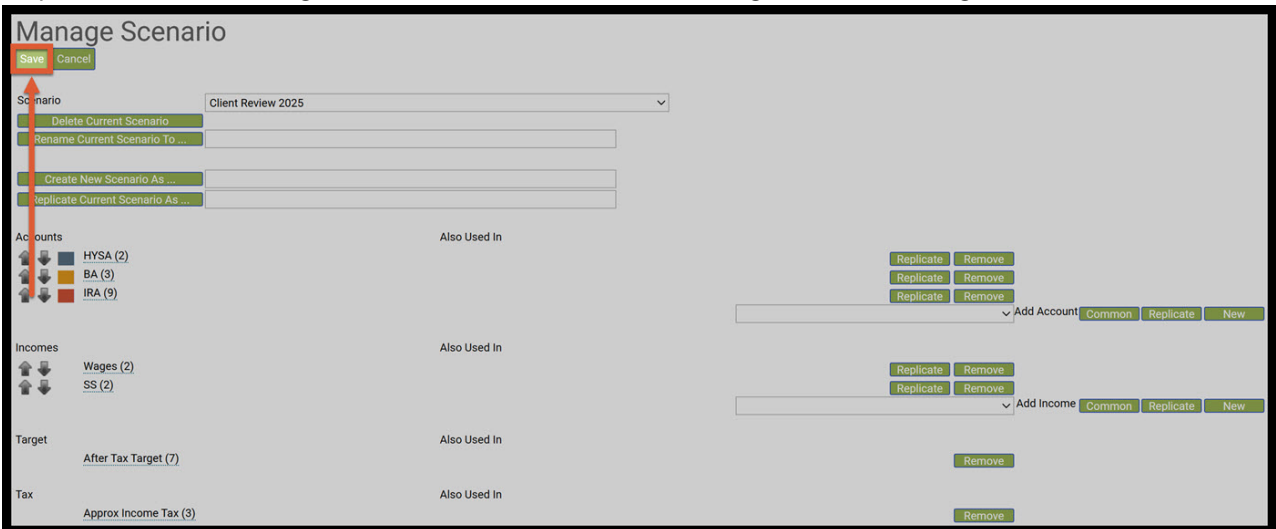 Manage Scenario
Save Cancel
Scenario Client Review 2025
Delete Current Scenario
Rename Current Scenario To ...
Create New Scenario As ...
Replicate Current Scenario As ...
Accounts Also Used In
HYSA (2) Replicate Remove
BA (3) Replicate Remove
IRA (9) Replicate Remove
Add Account Common Replicate New
Incomes Also Used In
Wages (2) Replicate Remove
SS (2) Replicate Remove
Add Income Common Replicate New
Target Also Used In
After Tax Target (7) Remove
Tax Also Used In
Approx Income Tax (3) Remove